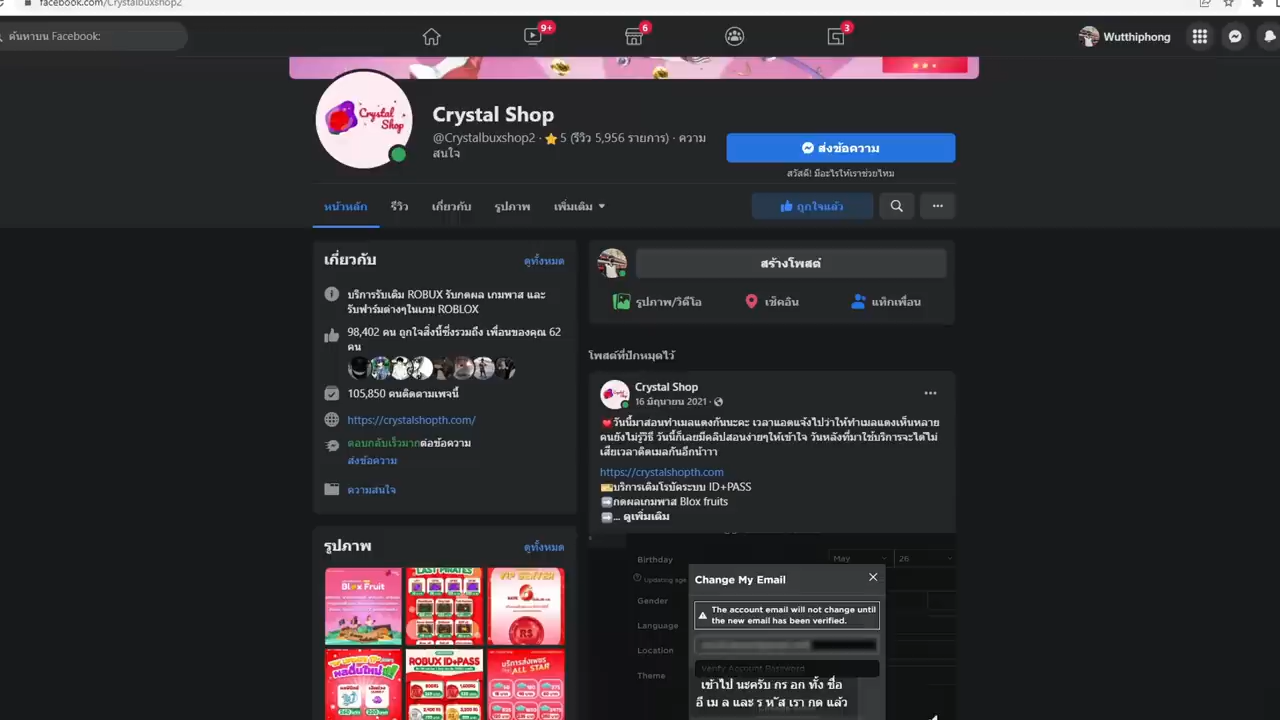 facebook.com/Crystalbuxshop2
ค้นหาบน Facebook:
9+
6
3
Wutthiphong
Crystal Shop
Crystal Shop
@Crystalbuxshop2 · 5 (รีวิว 5,956 รายการ) · ความ
สนใจ
ส่งข้อความ
สวัสดี! มีอะไรให้เราช่วยไหม
หน้าหลัก
รีวิว
เกี่ยวกับ
รูปภาพ
เพิ่มเติม
ถูกใจแล้ว
เกี่ยวกับ
ดูทั้งหมด
บริการรับเติม ROBUX รับกดผล เกมพาส และ
รับฟาร์มต่างๆในเกม ROBLOX
98,402 คน ถูกใจสิ่งนี้ซึ่งรวมถึง เพื่อนของคุณ 62
คน
105,850 คนติดตามเพจนี้
https://crystalshopth.com/
ตอบกลับเร็วมากต่อข้อความ
ส่งข้อความ
ความสนใจ
รูปภาพ
ดูทั้งหมด
Blox Fruit
LAST PIRATES
VIP SERVER
ROBUX ID+PASS
ALL STAR
สร้างโพสต์
รูปภาพ/วิดีโอ
เช็คอิน
แท็กเพื่อน
โพสต์ที่ปักหมุดไว้
Crystal Shop
16 มิถุนายน 2021 ·
วันนี้มาสอนทำเมลแดงกันนะคะ เวลาแอดแจ้งไปว่าให้ทำเมลแดงเห็นหลาย
คนยังไม่รู้วิธี วันนี้ก็เลยมีคลิปสอนง่ายๆให้เข้าใจ วันหลังที่มาใช้บริการจะได้ไม่
เสียเวลาติดเมลกันอีกน้าาา
https://crystalshopth.com
บริการเติมโรบัคระบบ ID+PASS
กดผลเกมพาส Blox fruits
... ดูเพิ่มเติม
Birthday
May
26
Updating age
Gender
Language
Location
Theme
Change My Email
The account email will not change until
the new email has been verified.
Verify Account Password
เข้าไป นะครับ กร อก ทั้ง ชื่อ
อี เม ล และ ร หัส เรา กด แล้ว